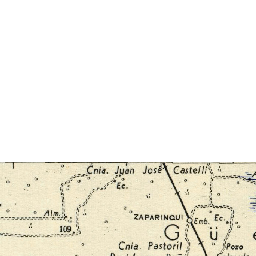 Cnia. Juan José Castelli
Ec.
Alm.
ZAPARINQUI
Emb. Ec.
109
G ü
Cnia. Pastoril
Pozo